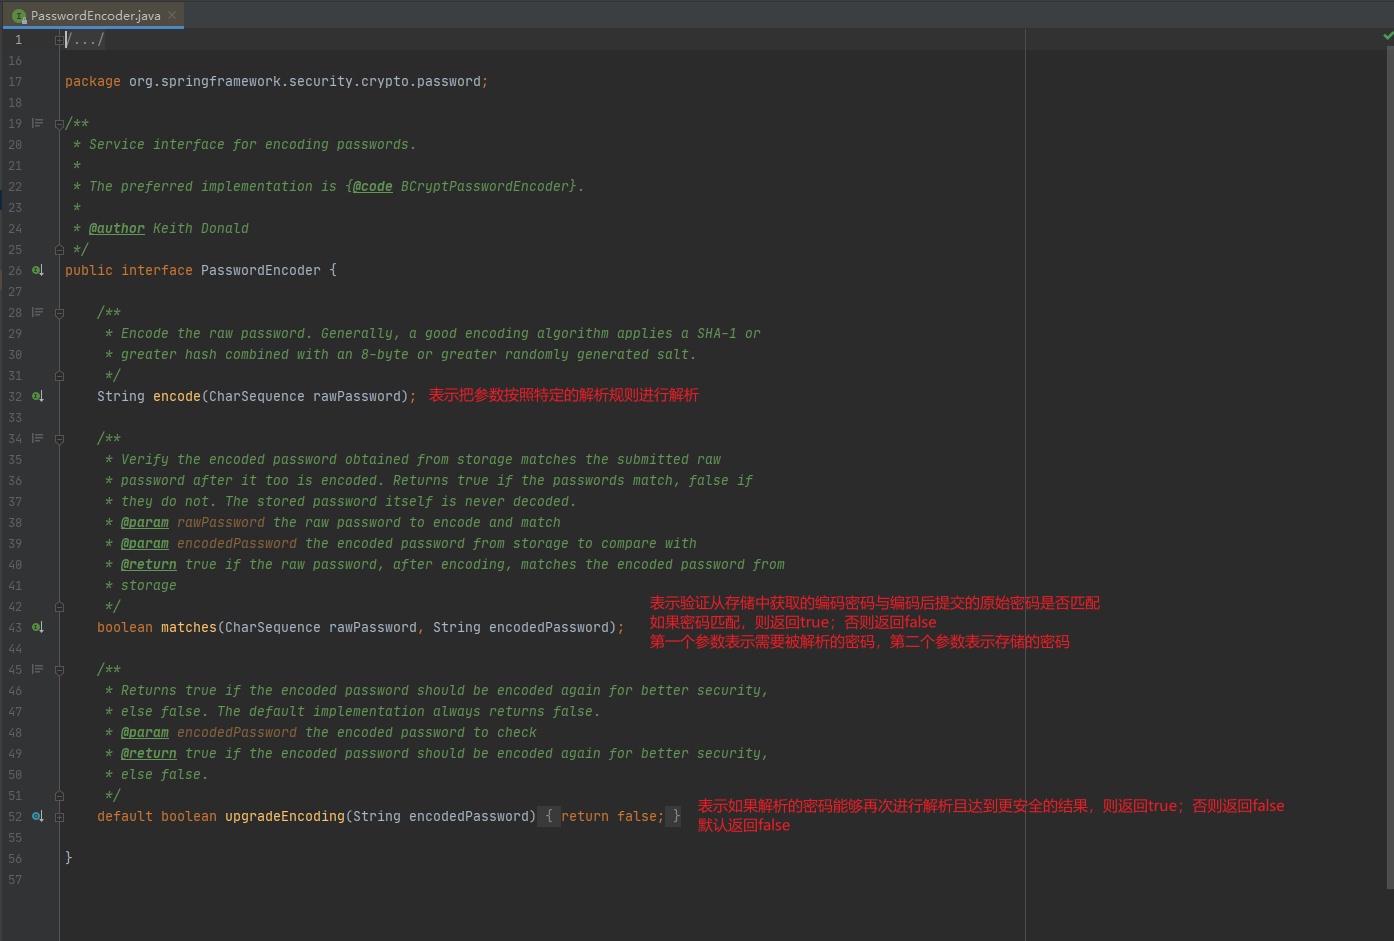 PasswordEncoder.java
1 /.../
16
17 package org.springframework.security.crypto.password;
18
19 /**
20 * Service interface for encoding passwords.
21 *
22 * The preferred implementation is {@code BCryptPasswordEncoder}.
23 *
24 * @author Keith Donald
25 */
26 public interface PasswordEncoder {
27
28 /**
29 * Encode the raw password. Generally, a good encoding algorithm applies a SHA-1 or
30 * greater hash combined with an 8-byte or greater randomly generated salt.
31 */
32 String encode(CharSequence rawPassword); 表示把参数按照特定的解析规则进行解析
33
34 /**
35 * Verify the encoded password obtained from storage matches the submitted raw
36 * password after it too is encoded. Returns true if the passwords match, false if
37 * they do not. The stored password itself is never decoded.
38 * @param rawPassword the raw password to encode and match
39 * @param encodedPassword the encoded password from storage to compare with
40 * @return true if the raw password, after encoding, matches the encoded password from
41 * storage
42 */
表示验证从存储中获取的编码密码与编码后提交的原始密码是否匹配
如果密码匹配，则返回true；否则返回false
43 boolean matches(CharSequence rawPassword, String encodedPassword);
第一个参数表示需要被解析的密码，第二个参数表示存储的密码
44
45 /**
46 * Returns true if the encoded password should be encoded again for better security,
47 * else false. The default implementation always returns false.
48 * @param encodedPassword the encoded password to check
49 * @return true if the encoded password should be encoded again for better security,
50 * else false.
51 */
表示如果解析的密码能够再次进行解析且达到更安全的结果，则返回true；否则返回false
52 default boolean upgradeEncoding(String encodedPassword) { return false; }
默认返回false
55
56 }
57